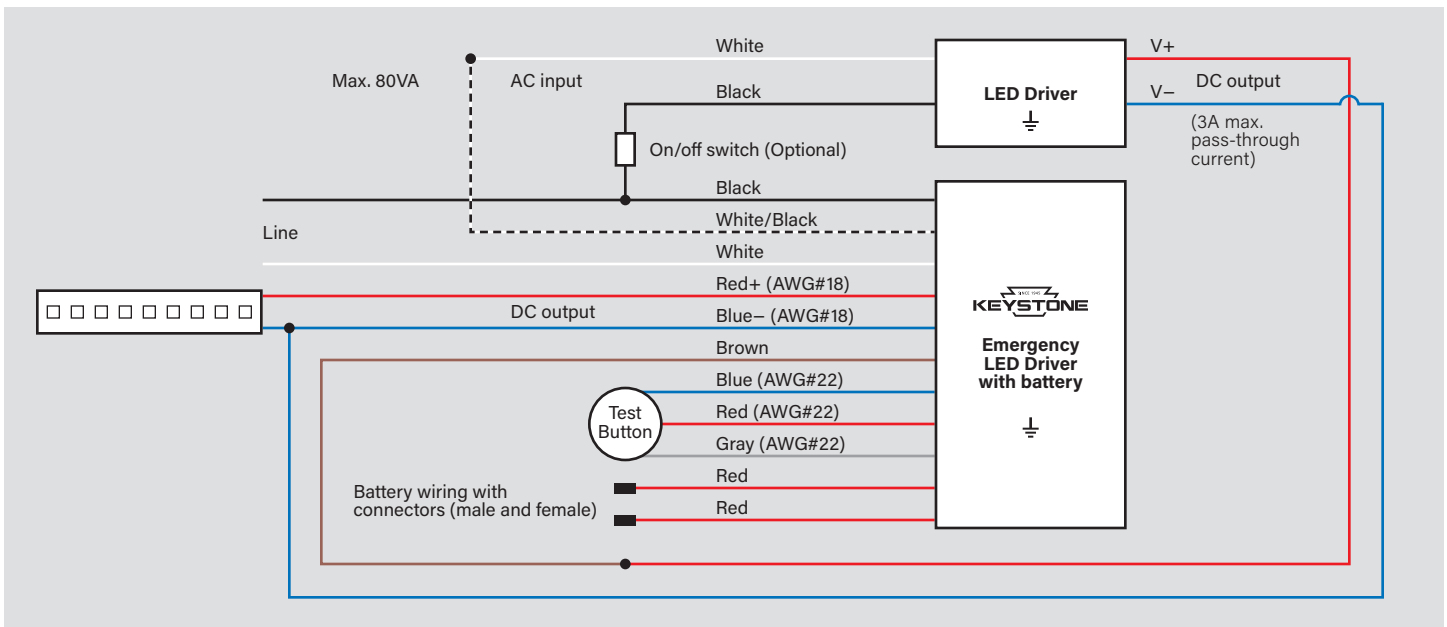 White
V+
Max. 80VA
AC input
DC output
Black
LED Driver
V−
(3A max.
pass-through
current)
On/off switch (Optional)
Black
White/Black
Line
White
Red+ (AWG#18)
DC output
Blue− (AWG#18)
SINCE 1945
KEYSTONE
Emergency
LED Driver
with battery
Brown
Blue (AWG#22)
Test
Button
Red (AWG#22)
Gray (AWG#22)
Red
Battery wiring with
connectors (male and female)
Red